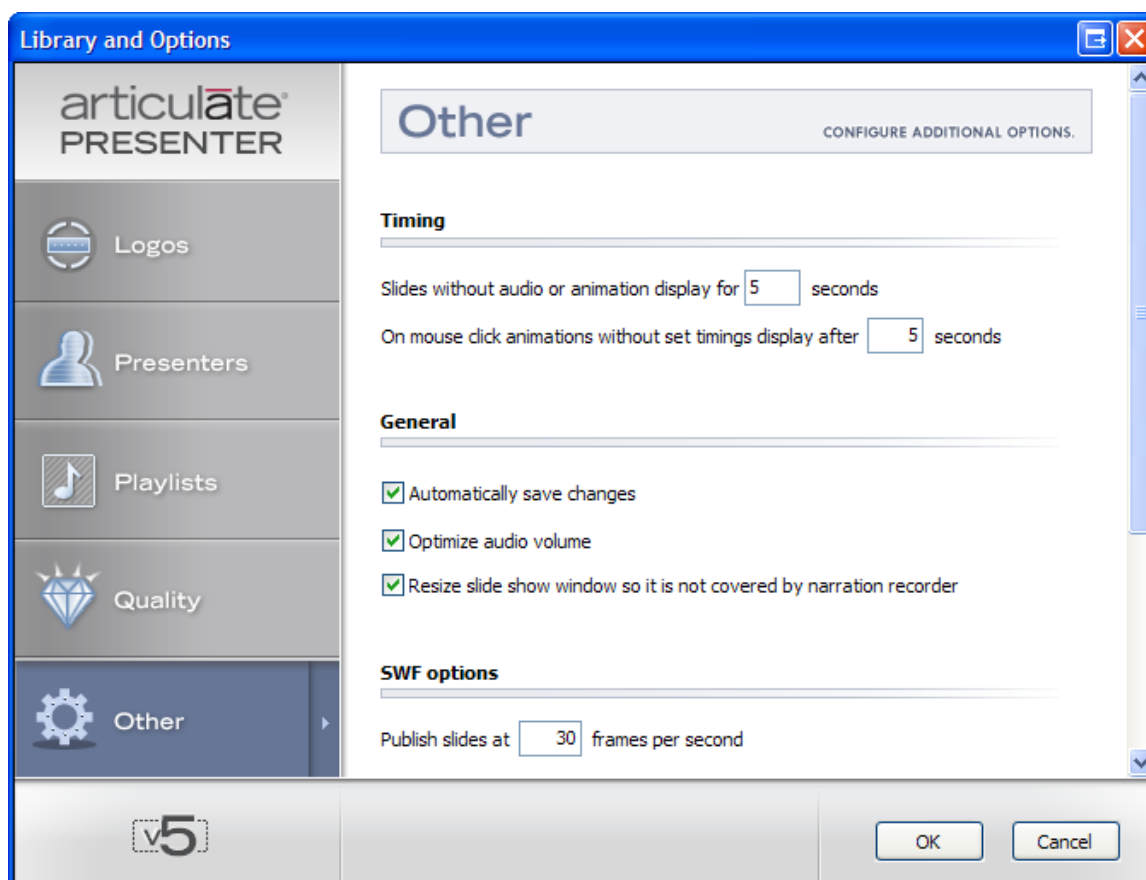 Library and Options
articulāte®
PRESENTER
Logos
Presenters
Playlists
Quality
Other
Other
CONFIGURE ADDITIONAL OPTIONS.
Timing
Slides without audio or animation display for 5 seconds
On mouse click animations without set timings display after 5 seconds
General
Automatically save changes
Optimize audio volume
Resize slide show window so it is not covered by narration recorder
SWF options
Publish slides at 30 frames per second
v5
OK
Cancel